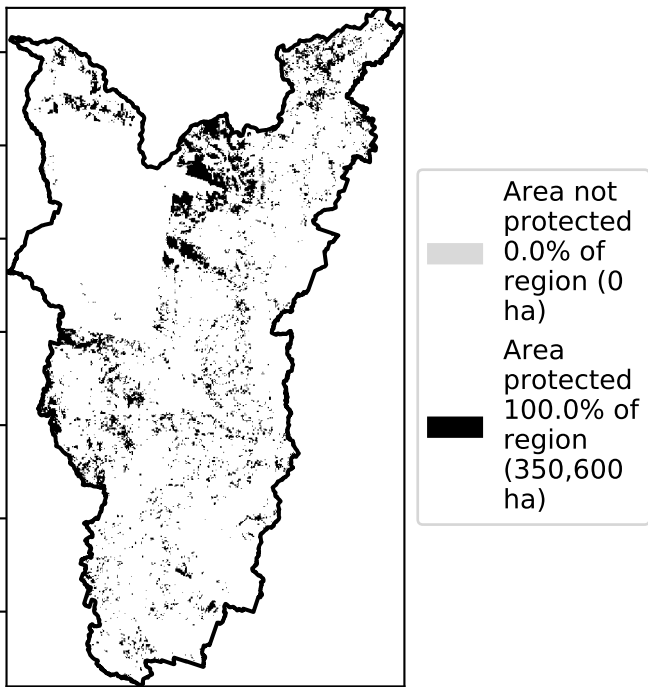 Area not
protected
0.0% of
region (0
ha)
Area
protected
100.0% of
region
(350,600
ha)